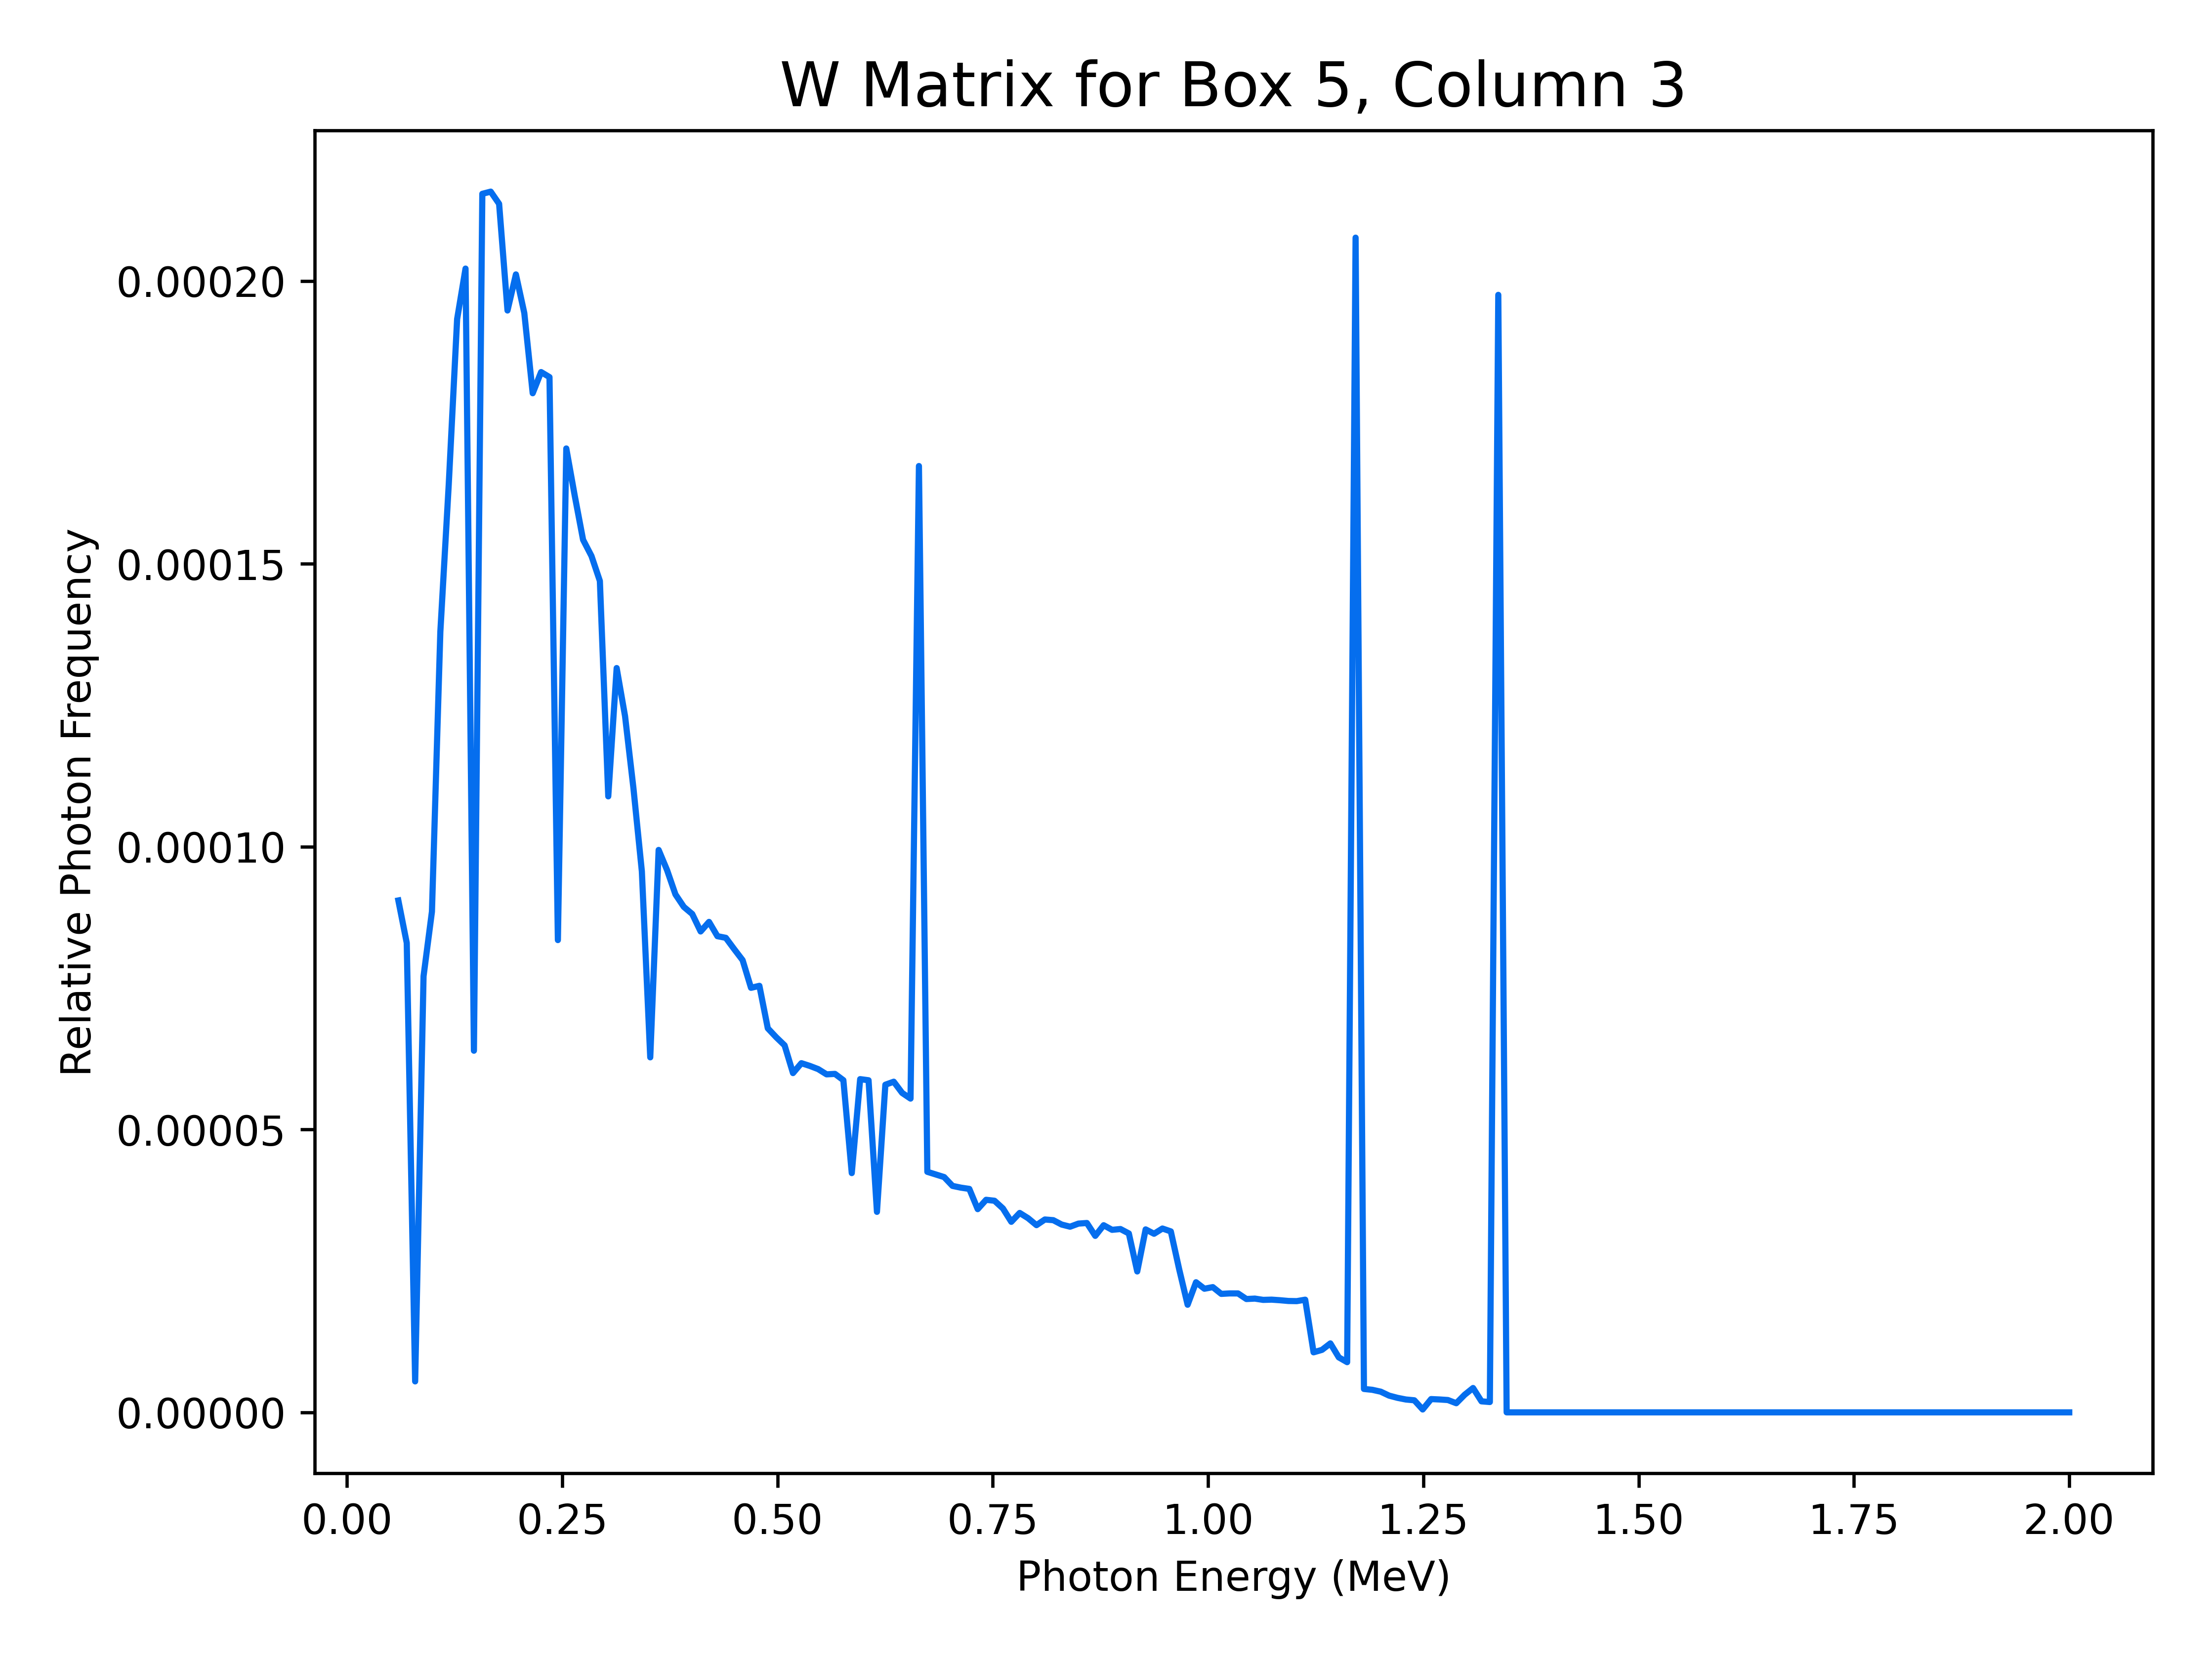 W Matrix for Box 5, Column 3
Relative Photon Frequency
0.00020
0.00015
0.00010
0.00005
0.00000
0.00 0.25 0.50 0.75 1.00 1.25 1.50 1.75 2.00
Photon Energy (MeV)